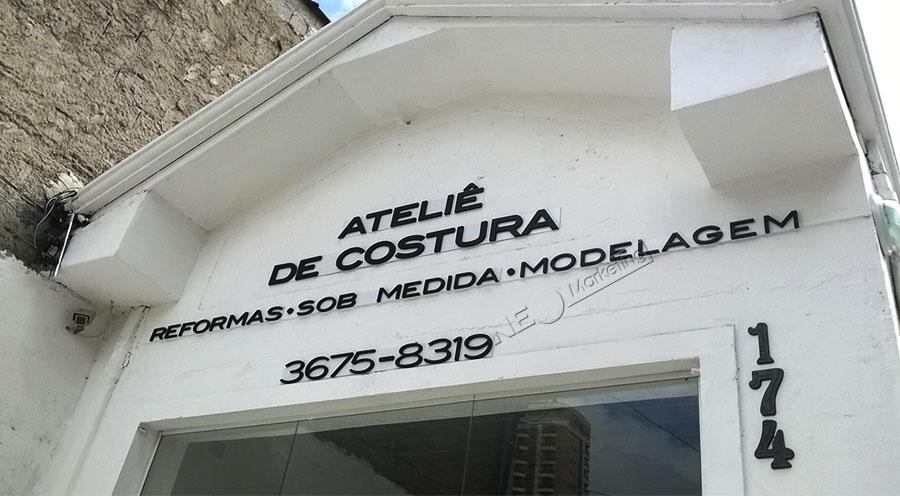 ATELIÊ
DE COSTURA
REFORMAS•SOB MEDIDA•MODELAGEM
NEO Marketing
3675-8319
174